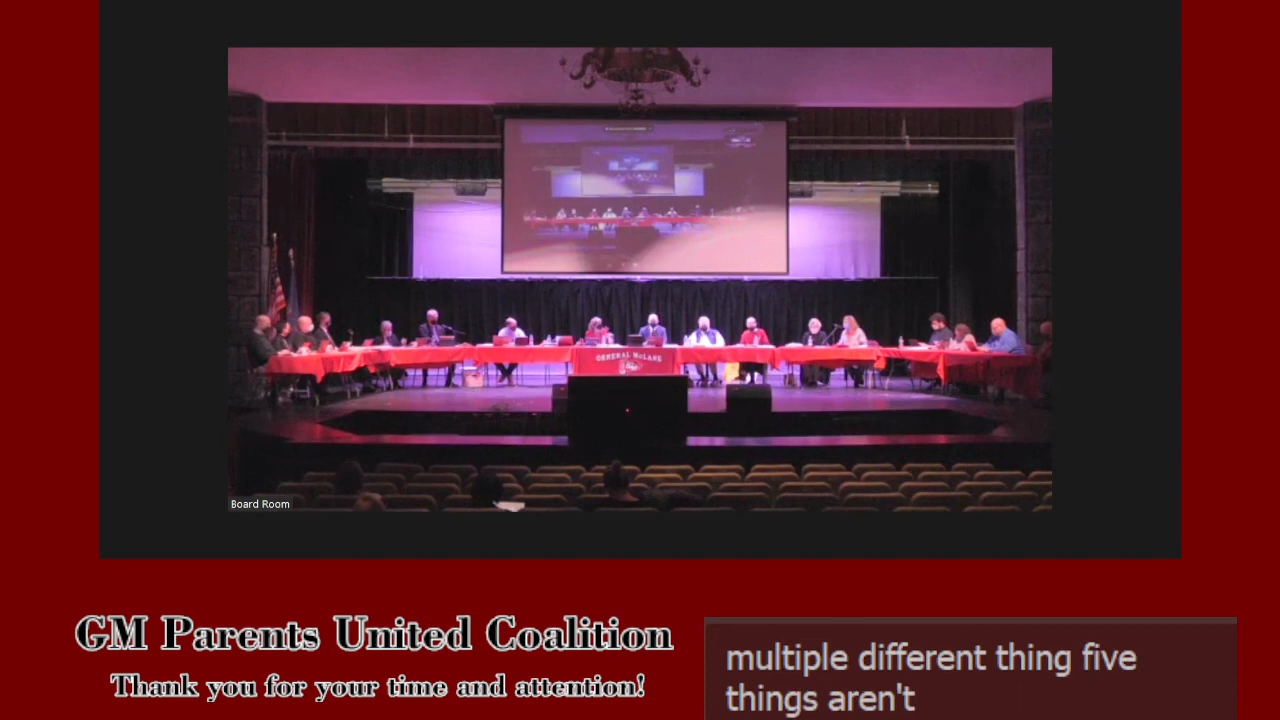 GENERAL McLANE
Board Room
GM Parents United Coalition
Thank you for your time and attention!
multiple different thing five
things aren't